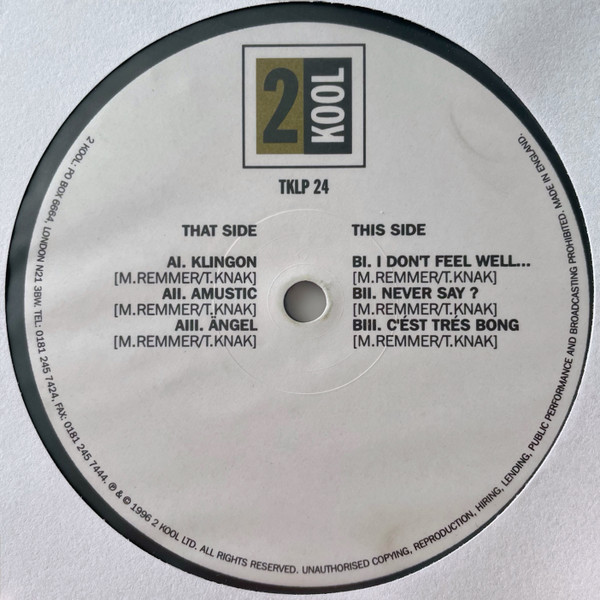 2
KOOL
TKLP 24
THAT SIDE
AI. KLINGON
[M.REMMER/T.KNAK]
AII. AMUSTIC
[M.REMMER/T.KNAK]
AIII. ÄNGEL
[M.REMMER/T.KNAK]
THIS SIDE
BI. I DON'T FEEL WELL...
[M.REMMER/T.KNAK]
BII. NEVER SAY ?
[M.REMMER/T.KNAK]
BIII. C'ÉST TRÉS BONG
[M.REMMER/T.KNAK]
2 KOOL: PO BOX 6664, LONDON N21 3BW. TEL: 0181 245 7424. FAX: 0181 245 7444. ℗ & © 1996 2 KOOL LTD. ALL RIGHTS RESERVED. UNAUTHORISED COPYING, REPRODUCTION, HIRING, LENDING, PUBLIC PERFORMANCE AND BROADCASTING PROHIBITED. MADE IN ENGLAND.